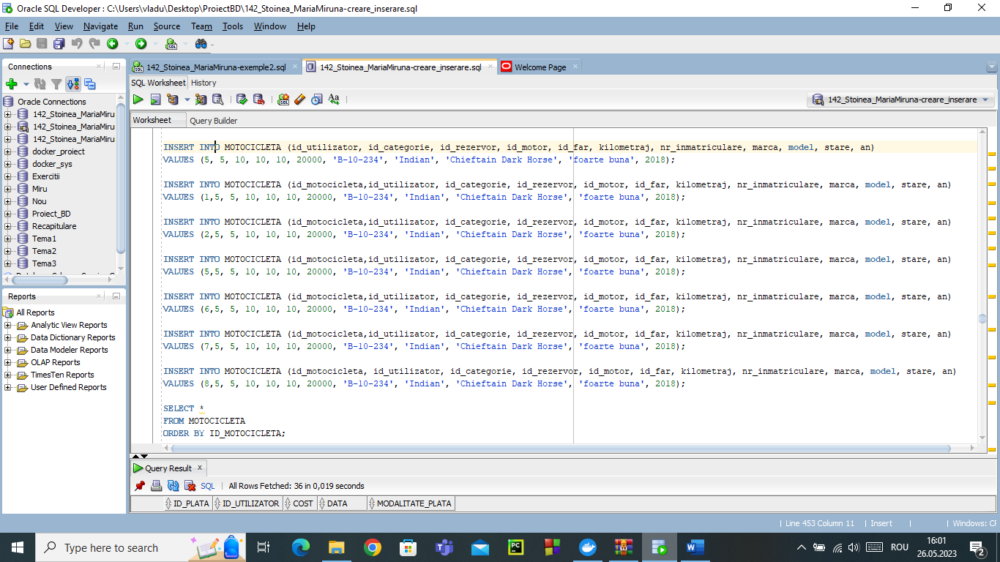 Oracle SQL Developer : C:\Users\vladu\Desktop\ProiectBD\142_Stoinea_MariaMiruna-creare_inserare.sql
File Edit View Navigate Run Source Team Tools Window Help
Connections
Oracle Connections
142_Stoinea_MariaMiru
142_Stoinea_MariaMiru
142_Stoinea_MariaMiru
docker_project
docker_sys
Exercitii
Miru
Nou
Proiect_BD
Recapitulare
Tema1
Tema2
Tema3
Reports
All Reports
Analytic View Reports
Data Dictionary Reports
Data Modeler Reports
OLAP Reports
TimesTen Reports
User Defined Reports
142_Stoinea_MariaMiruna-exemple2.sql 142_Stoinea_MariaMiruna-creare_inserare.sql Welcome Page
SQL Worksheet History
142_Stoinea_MariaMiruna-creare_inserare
Worksheet Query Builder
INSERT INTO MOTOCICLETA (id_utilizator, id_categorie, id_rezervor, id_motor, id_far, kilometraj, nr_inmatriculare, marca, model, stare, an)
VALUES (5, 5, 10, 10, 10, 20000, 'B-10-234', 'Indian', 'Chieftain Dark Horse', 'foarte buna', 2018);
INSERT INTO MOTOCICLETA (id_motocicleta,id_utilizator, id_categorie, id_rezervor, id_motor, id_far, kilometraj, nr_inmatriculare, marca, model, stare, an)
VALUES (1,5, 5, 10, 10, 10, 20000, 'B-10-234', 'Indian', 'Chieftain Dark Horse', 'foarte buna', 2018);
INSERT INTO MOTOCICLETA (id_motocicleta,id_utilizator, id_categorie, id_rezervor, id_motor, id_far, kilometraj, nr_inmatriculare, marca, model, stare, an)
VALUES (2,5, 5, 10, 10, 10, 20000, 'B-10-234', 'Indian', 'Chieftain Dark Horse', 'foarte buna', 2018);
INSERT INTO MOTOCICLETA (id_motocicleta,id_utilizator, id_categorie, id_rezervor, id_motor, id_far, kilometraj, nr_inmatriculare, marca, model, stare, an)
VALUES (5,5, 5, 10, 10, 10, 20000, 'B-10-234', 'Indian', 'Chieftain Dark Horse', 'foarte buna', 2018);
INSERT INTO MOTOCICLETA (id_motocicleta,id_utilizator, id_categorie, id_rezervor, id_motor, id_far, kilometraj, nr_inmatriculare, marca, model, stare, an)
VALUES (6,5, 5, 10, 10, 10, 20000, 'B-10-234', 'Indian', 'Chieftain Dark Horse', 'foarte buna', 2018);
INSERT INTO MOTOCICLETA (id_motocicleta,id_utilizator, id_categorie, id_rezervor, id_motor, id_far, kilometraj, nr_inmatriculare, marca, model, stare, an)
VALUES (7,5, 5, 10, 10, 10, 20000, 'B-10-234', 'Indian', 'Chieftain Dark Horse', 'foarte buna', 2018);
INSERT INTO MOTOCICLETA (id_motocicleta, id_utilizator, id_categorie, id_rezervor, id_motor, id_far, kilometraj, nr_inmatriculare, marca, model, stare, an)
VALUES (8,5, 5, 10, 10, 10, 20000, 'B-10-234', 'Indian', 'Chieftain Dark Horse', 'foarte buna', 2018);
SELECT *
FROM MOTOCICLETA
ORDER BY ID_MOTOCICLETA;
Query Result
SQL All Rows Fetched: 36 in 0,019 seconds
ID_PLATA ID_UTILIZATOR COST DATA MODALITATE_PLATA
Line 453 Column 11 Insert Windows: CF
Type here to search
PC
ROU
16:01
26.05.2023
2